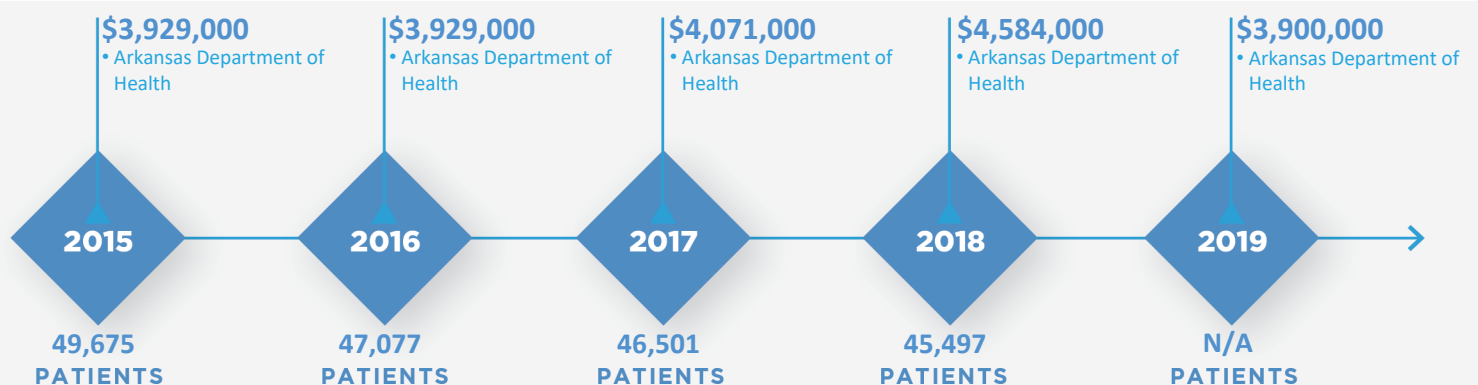 $3,929,000
• Arkansas Department of
Health
$3,929,000
• Arkansas Department of
Health
$4,071,000
• Arkansas Department of
Health
$4,584,000
• Arkansas Department of
Health
$3,900,000
• Arkansas Department of
Health
2015
2016
2017
2018
2019
49,675
PATIENTS
47,077
PATIENTS
46,501
PATIENTS
45,497
PATIENTS
N/A
PATIENTS